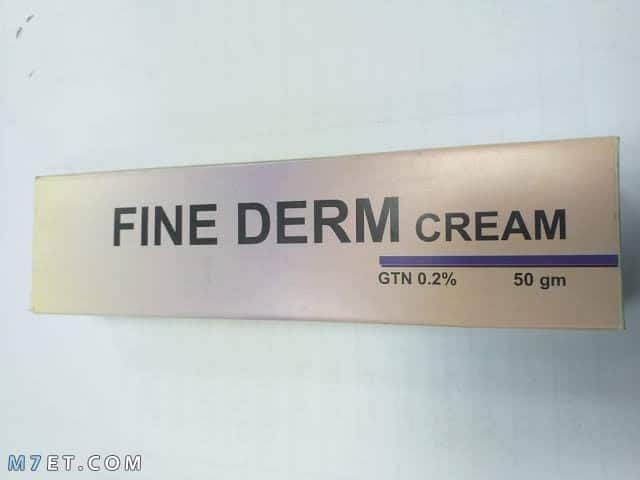 FINE DERM CREAM
GTN 0.2% 50 gm
M7ET.COM